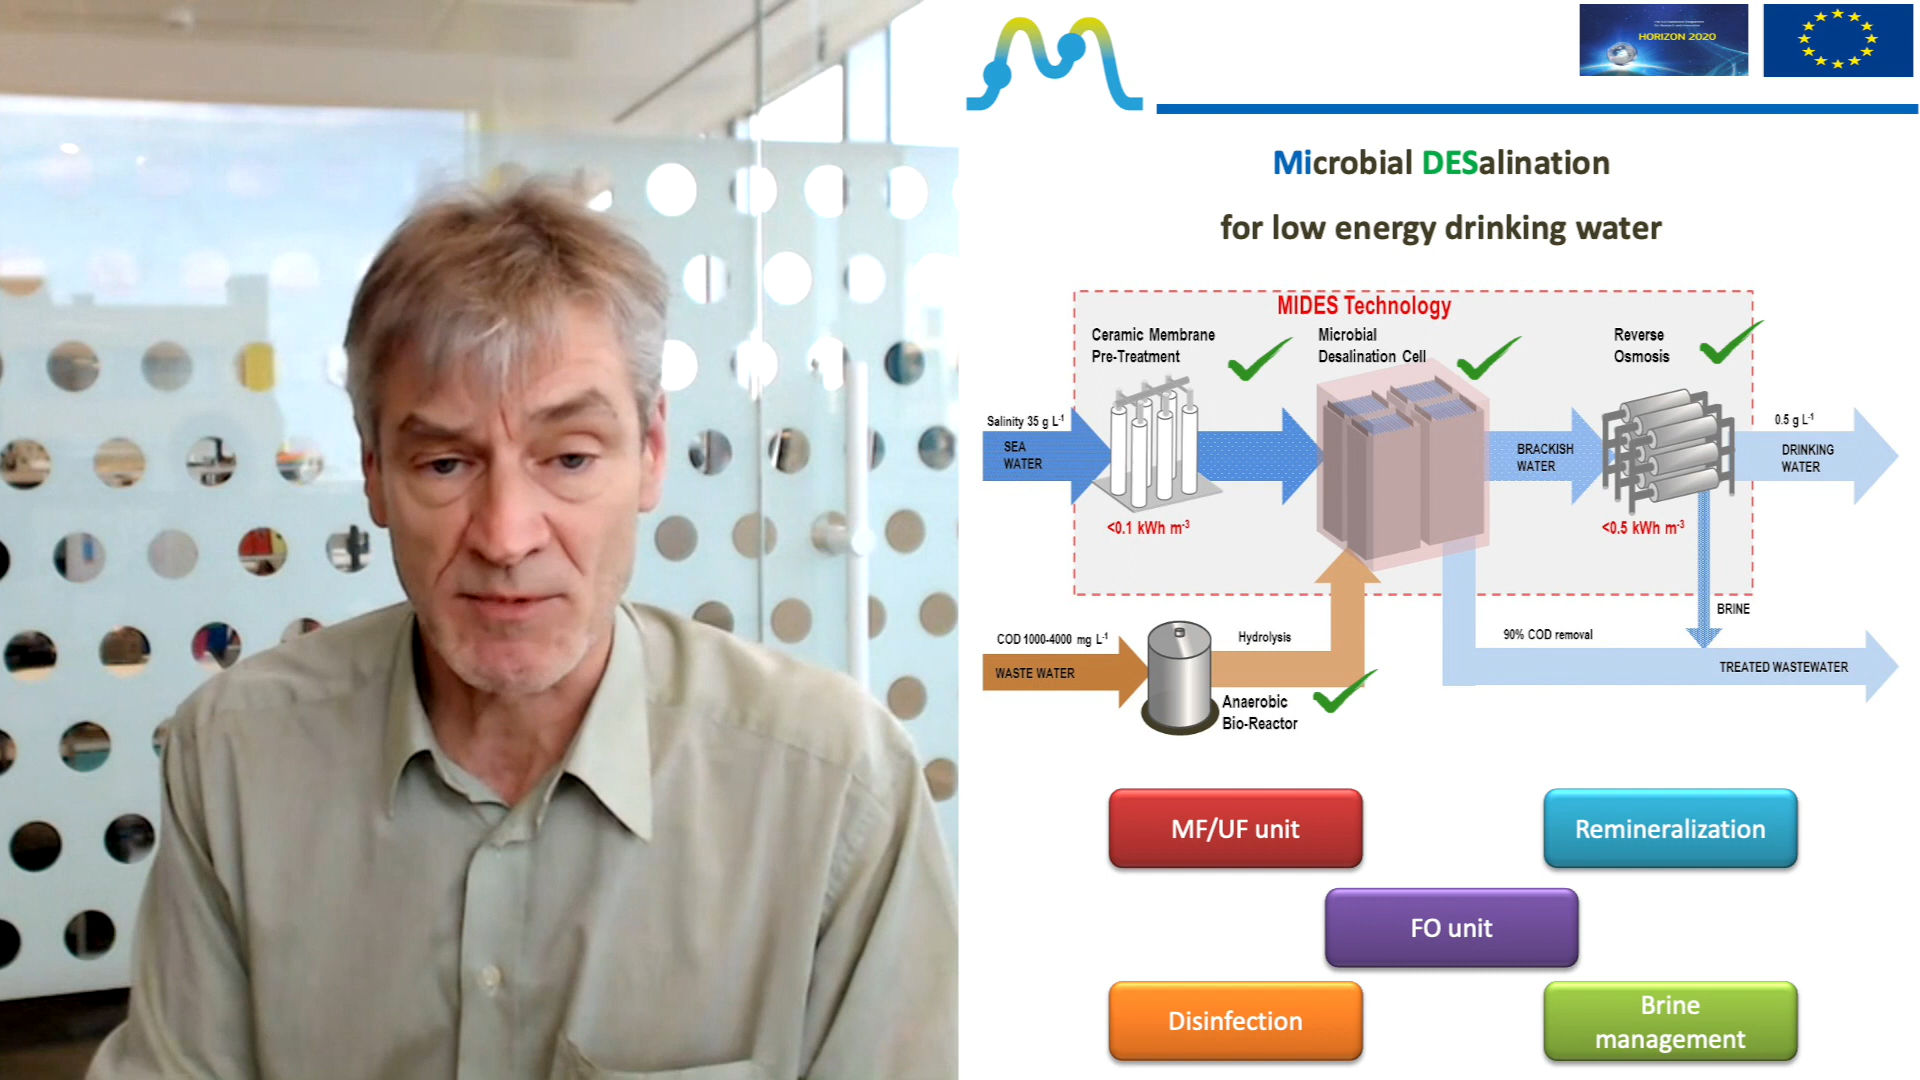 HORIZON 2020
Microbial DESalination
for low energy drinking water
MIDES Technology
Ceramic Membrane
Pre-Treatment
Microbial
Desalination Cell
Reverse
Osmosis
Salinity 35 g L-1
SEA
WATER
BRACKISH
WATER
0.5 g L-1
DRINKING
WATER
<0.1 kWh m-3
<0.5 kWh m-3
BRINE
COD 1000-4000 mg L-1
WASTE WATER
Hydrolysis
90% COD removal
TREATED WASTEWATER
Anaerobic
Bio-Reactor
MF/UF unit
Remineralization
FO unit
Disinfection
Brine
management